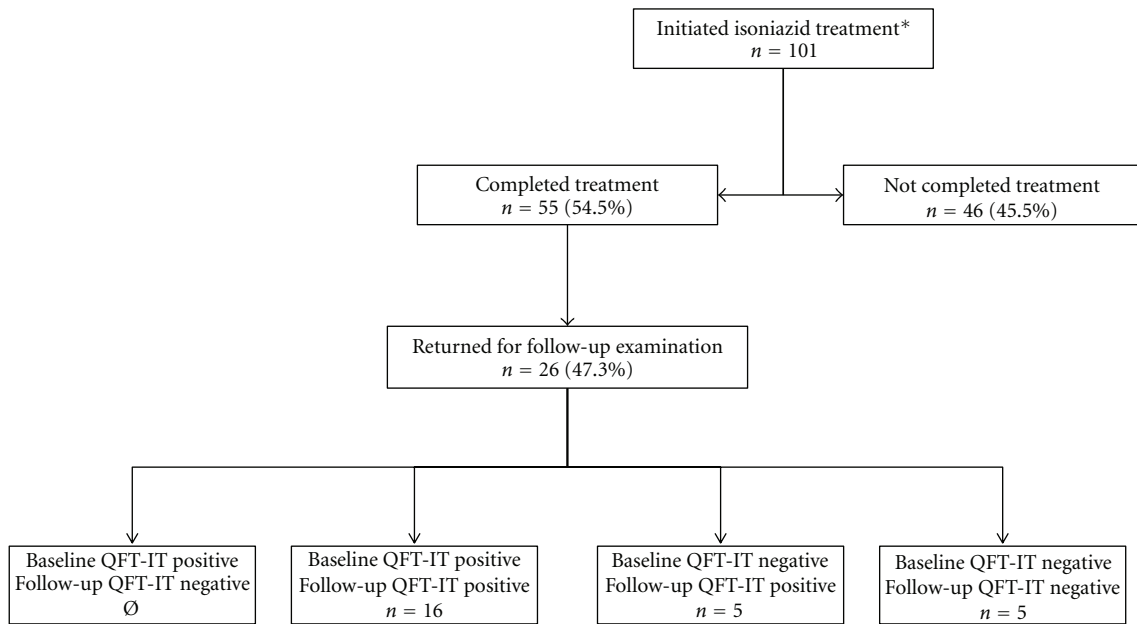 Initiated isoniazid treatment*
n = 101
Completed treatment
n = 55 (54.5%)
Not completed treatment
n = 46 (45.5%)
Returned for follow-up examination
n = 26 (47.3%)
Baseline QFT-IT positive
Follow-up QFT-IT negative
Ø
Baseline QFT-IT positive
Follow-up QFT-IT positive
n = 16
Baseline QFT-IT negative
Follow-up QFT-IT positive
n = 5
Baseline QFT-IT negative
Follow-up QFT-IT negative
n = 5